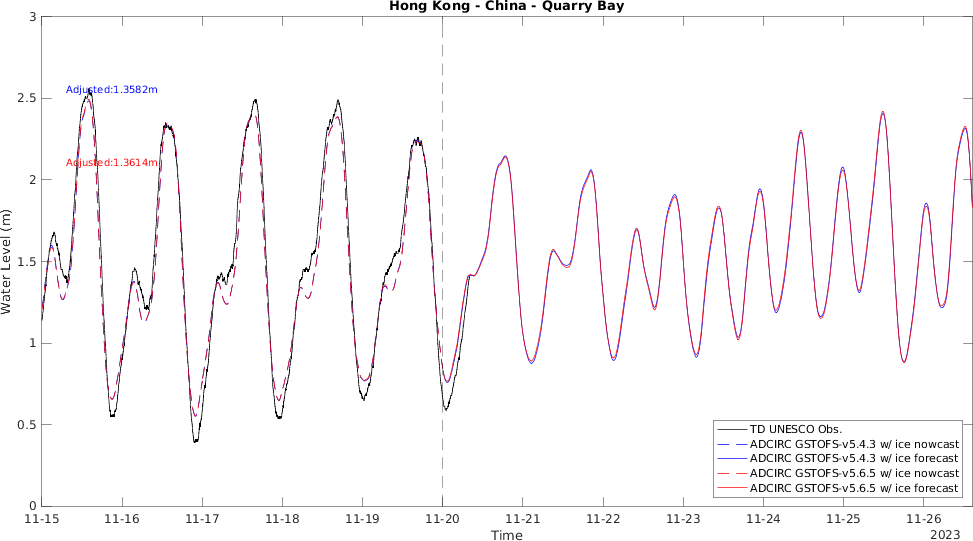 Hong Kong - China - Quarry Bay
Water Level (m)
3
2.5
2
1.5
1
0.5
0
Adjusted:1.3582m
Adjusted:1.3614m
TD UNESCO Obs.
ADCIRC GSTOFS-v5.4.3 w/ ice nowcast
ADCIRC GSTOFS-v5.4.3 w/ ice forecast
ADCIRC GSTOFS-v5.6.5 w/ ice nowcast
ADCIRC GSTOFS-v5.6.5 w/ ice forecast
11-15 11-16 11-17 11-18 11-19 11-20 11-21 11-22 11-23 11-24 11-25 11-26
Time
2023